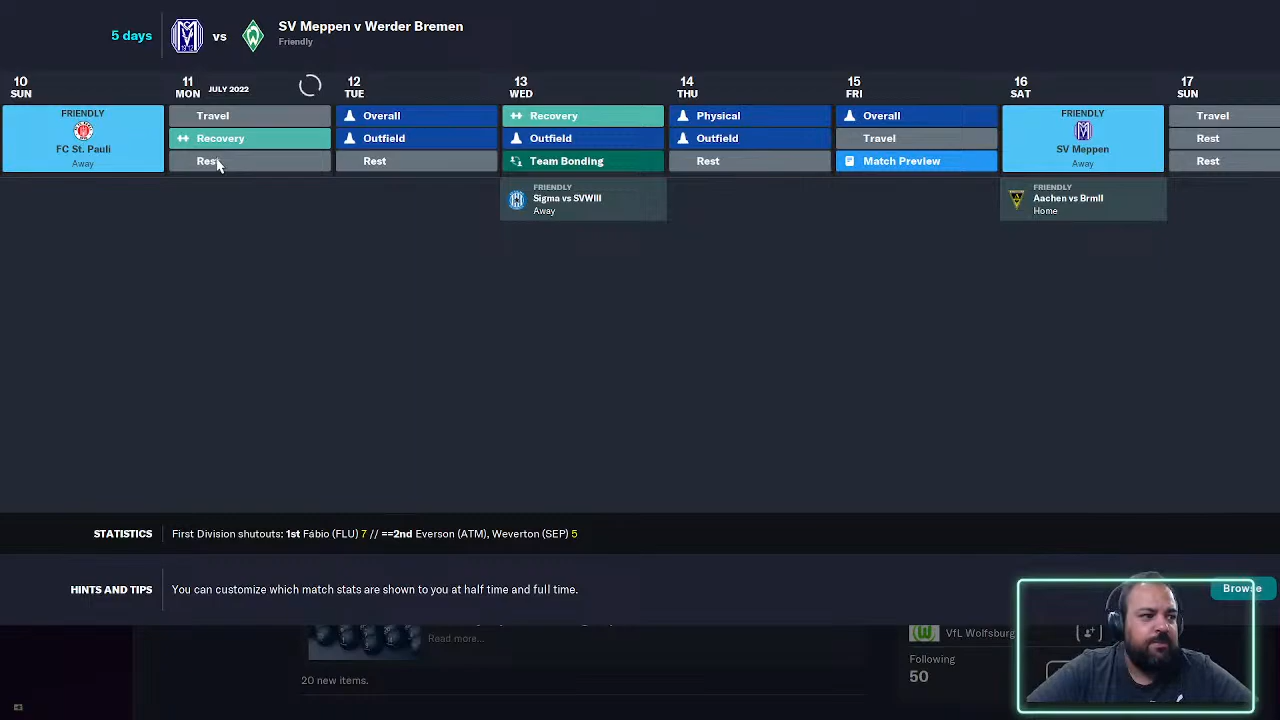 5 days
vs
SV Meppen v Werder Bremen
Friendly
10
SUN
11
MON
JULY 2022
12
TUE
13
WED
14
THU
15
FRI
16
SAT
17
SUN
FRIENDLY
FC St. Pauli
Away
Travel
Recovery
Rest
Overall
Outfield
Rest
Recovery
Outfield
Team Bonding
FRIENDLY
Sigma vs SVWIII
Away
Physical
Outfield
Rest
Overall
Travel
Match Preview
FRIENDLY
SV Meppen
Away
FRIENDLY
Aachen vs BrmII
Home
Travel
Rest
Rest
STATISTICS
First Division shutouts: 1st Fábio (FLU) 7 // ==2nd Everson (ATM), Weverton (SEP) 5
HINTS AND TIPS
You can customize which match stats are shown to you at half time and full time.
Browse
Read more...
20 new items.
VfL Wolfsburg
Following
50